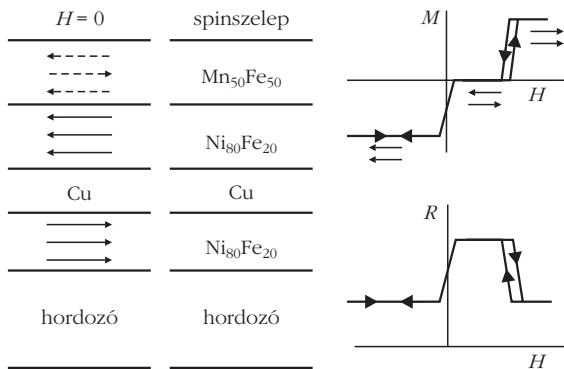 H = 0
spinszelep
Mn50Fe50
Ni80Fe20
Cu
Cu
Ni80Fe20
hordozó
hordozó
M
H
R
H